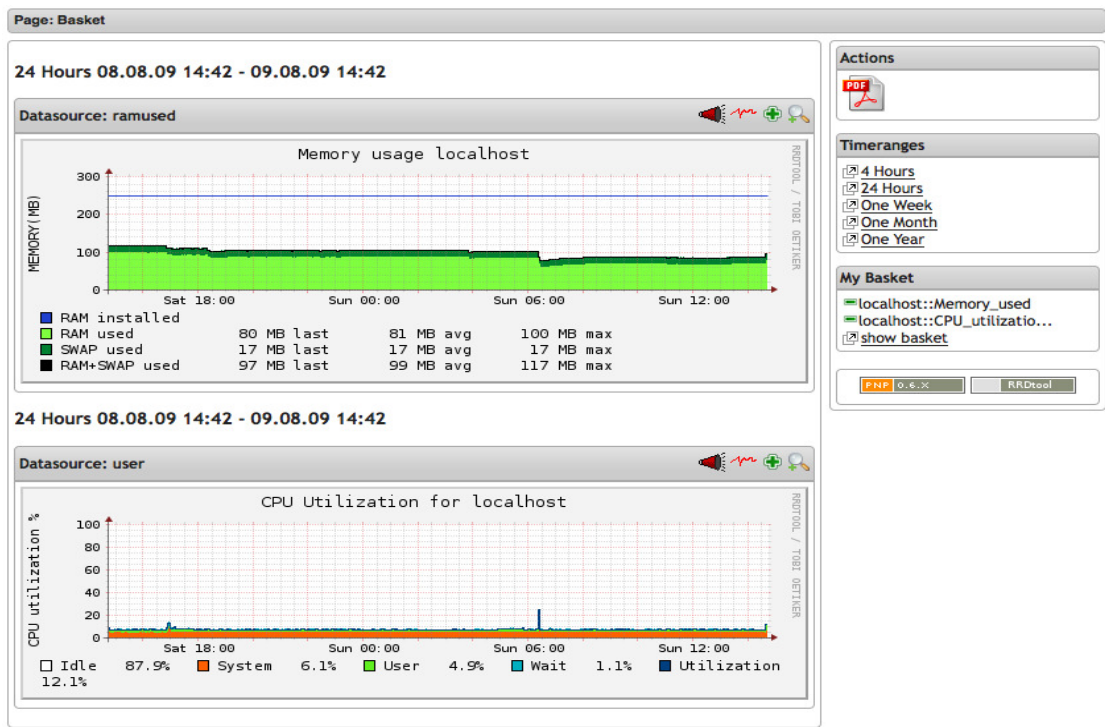 Page: Basket
24 Hours 08.08.09 14:42 - 09.08.09 14:42
Datasource: ramused
Memory usage localhost
RRDTOOL / TOBI OETIKER
MEMORY(MB)
300
200
100
0
Sat 18:00 Sun 00:00 Sun 06:00 Sun 12:00
RAM installed
RAM used 80 MB last 81 MB avg 100 MB max
SWAP used 17 MB last 17 MB avg 17 MB max
RAM+SWAP used 97 MB last 99 MB avg 117 MB max
24 Hours 08.08.09 14:42 - 09.08.09 14:42
Datasource: user
CPU Utilization for localhost
RRDTOOL / TOBI OETIKER
CPU utilization %
100
80
60
40
20
0
Sat 18:00 Sun 00:00 Sun 06:00 Sun 12:00
Idle 87.9% System 6.1% User 4.9% Wait 1.1% Utilization
12.1%
Actions
PDF
Timeranges
4 Hours
24 Hours
One Week
One Month
One Year
My Basket
localhost::Memory_used
localhost::CPU_utilizatio...
show basket
PNP 0.6.X RRDtool